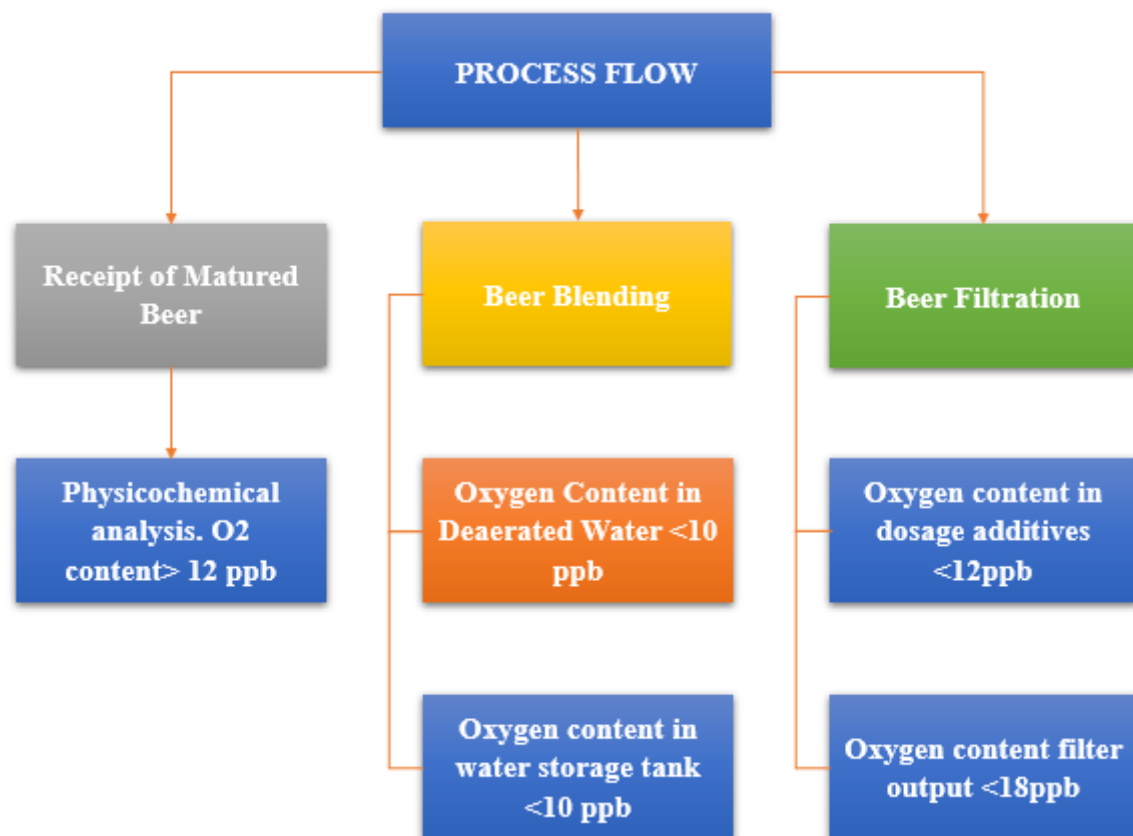 PROCESS FLOW
Receipt of Matured
Beer
Beer Blending
Beer Filtration
Physicochemical
analysis. O2
content> 12 ppb
Oxygen Content in
Deaerated Water <10
ppb
Oxygen content in
dosage additives
<12ppb
Oxygen content in
water storage tank
<10 ppb
Oxygen content filter
output <18ppb